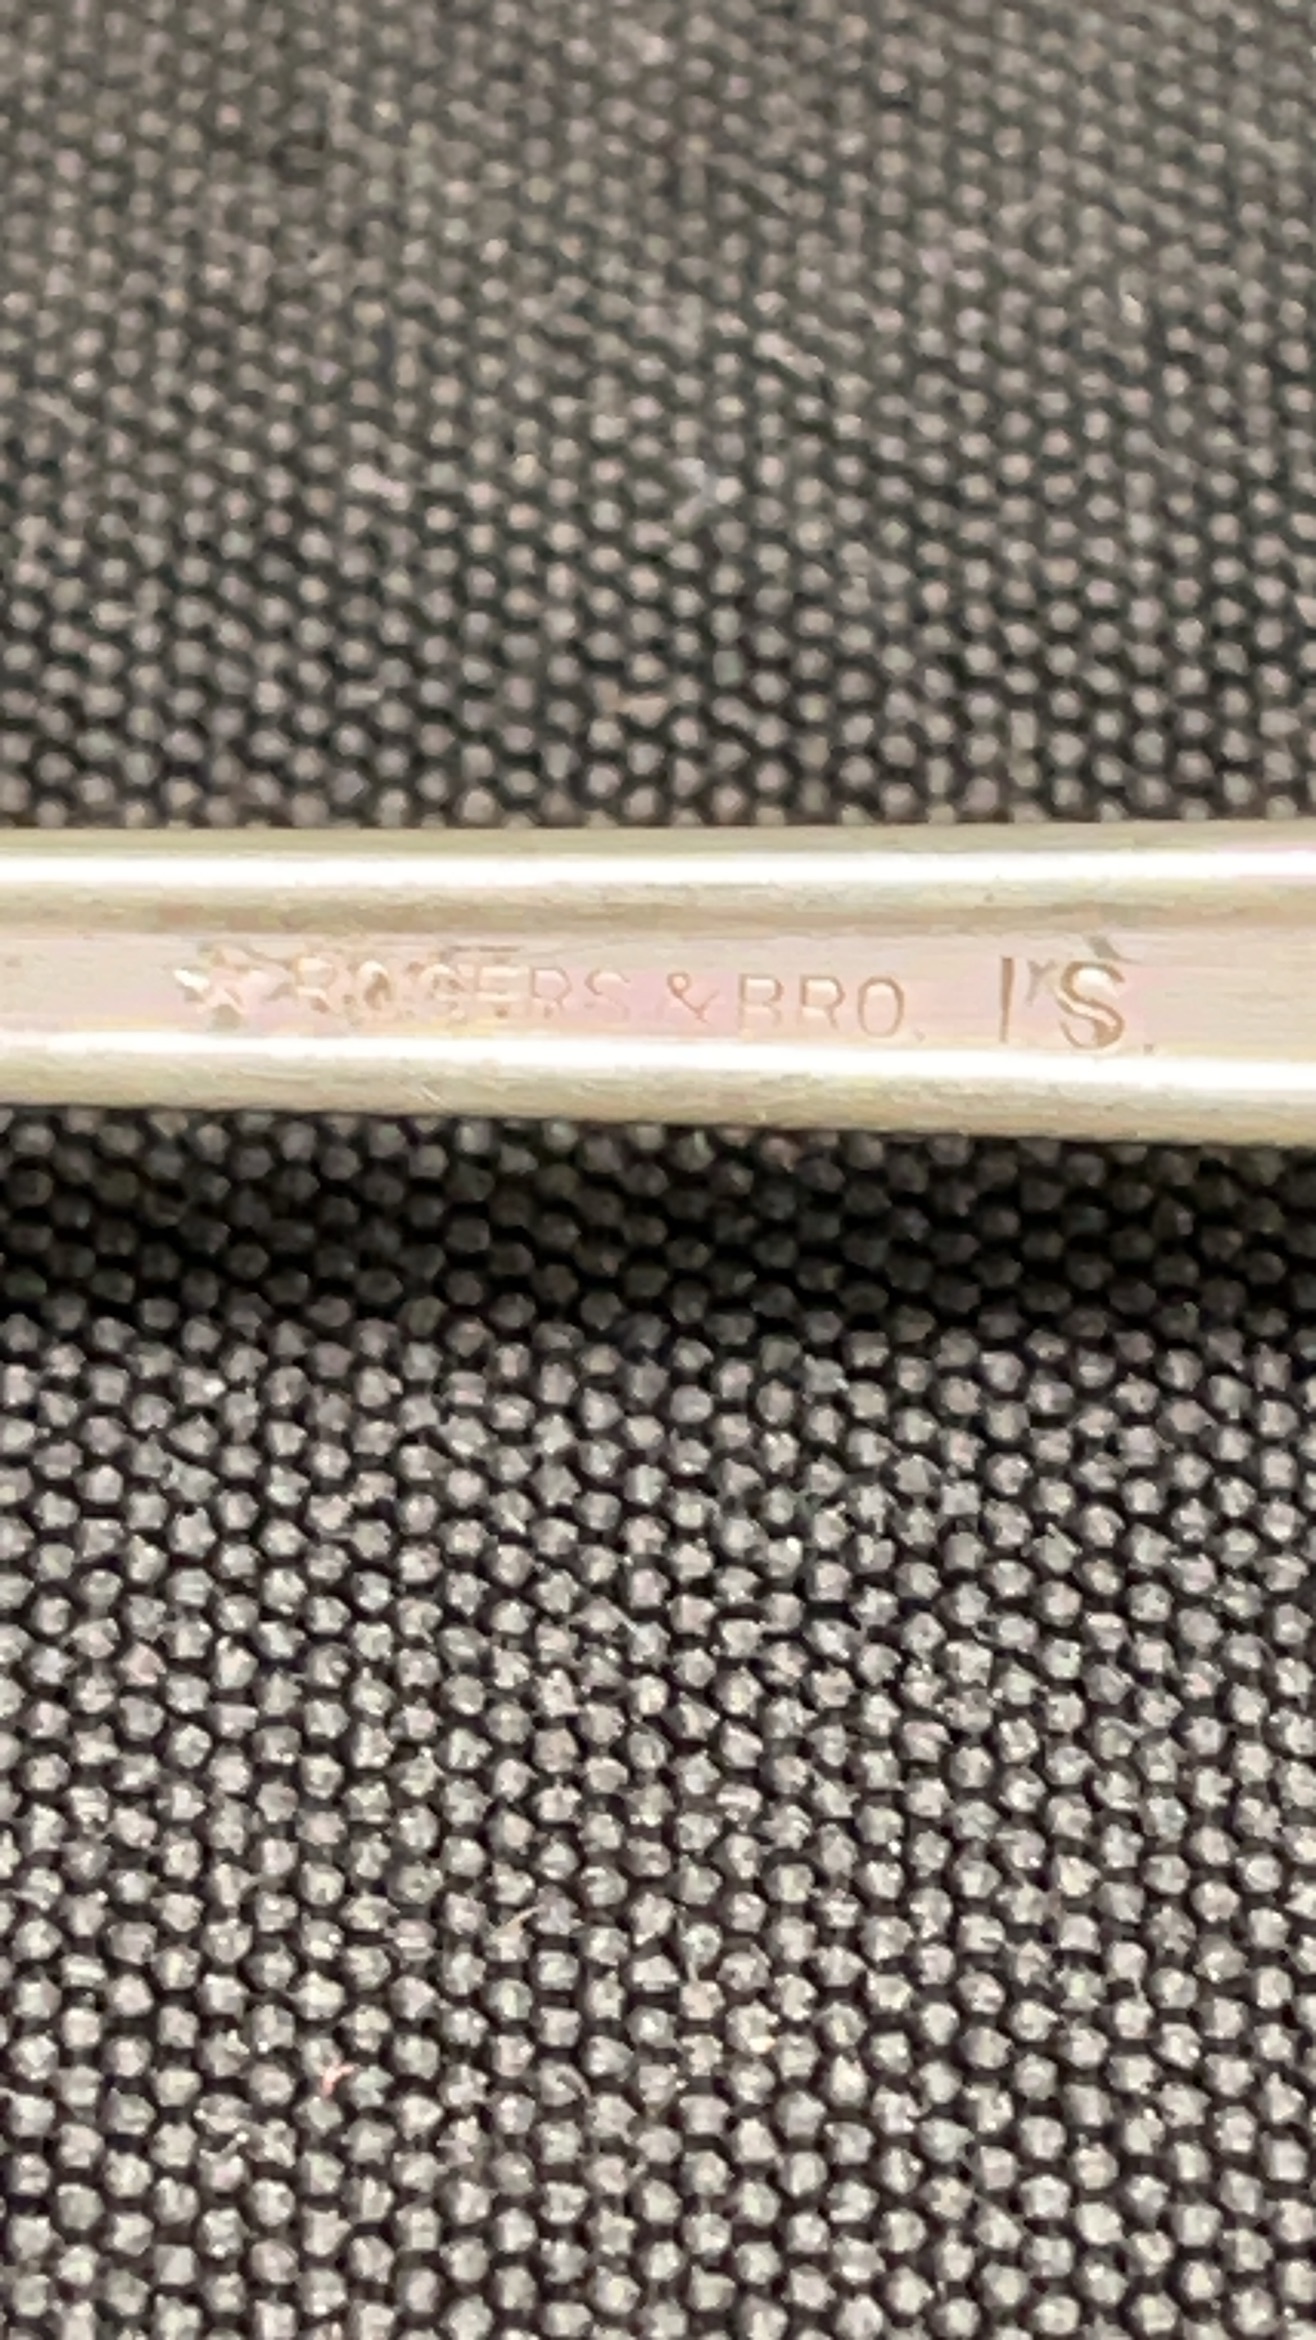 ★ ROGERS & BRO. I'S.